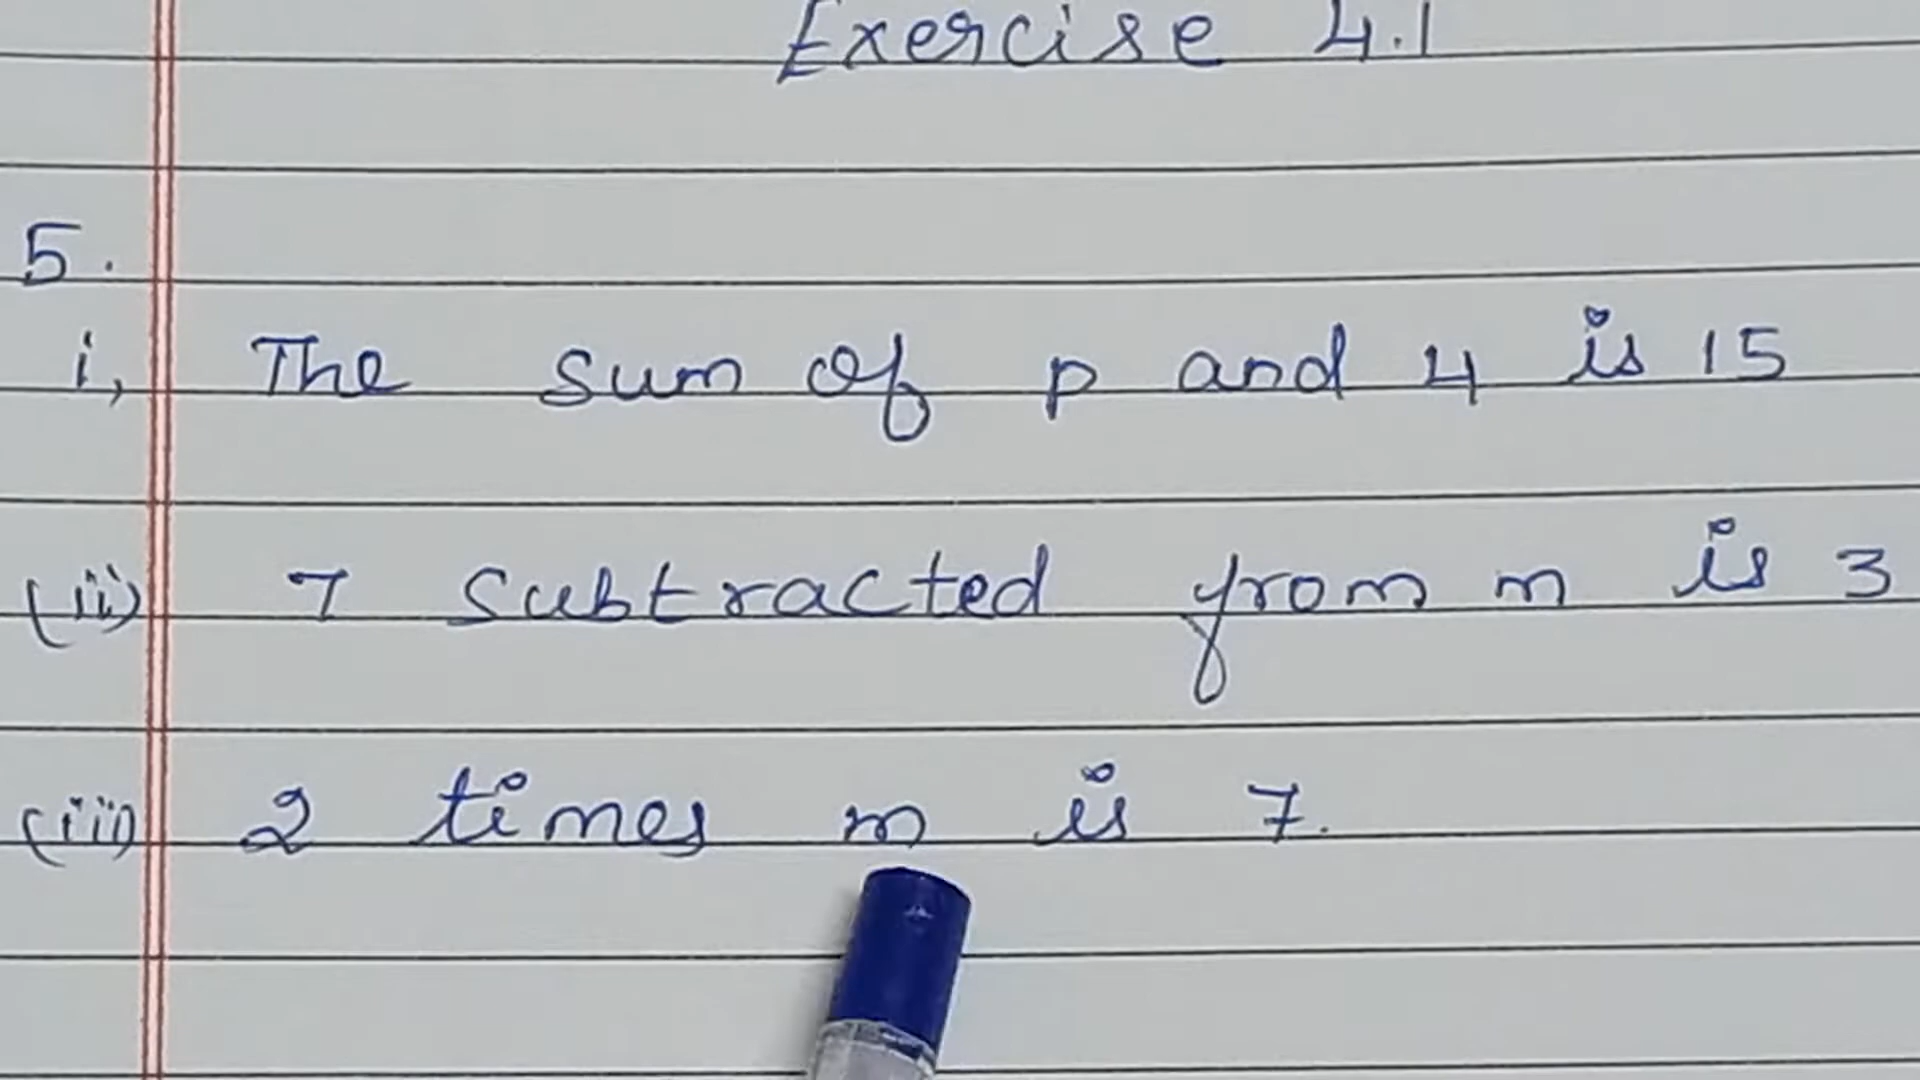 Exercise 4.1
5.
i, The sum of p and 4 is 15
(ii) 7 subtracted from m is 3
(iii) 2 times m is 7.